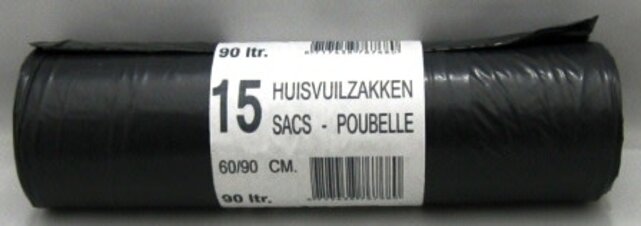 90 ltr.
15 HUISVUILZAKKEN
SACS - POUBELLE
60/90 CM.
90 ltr.